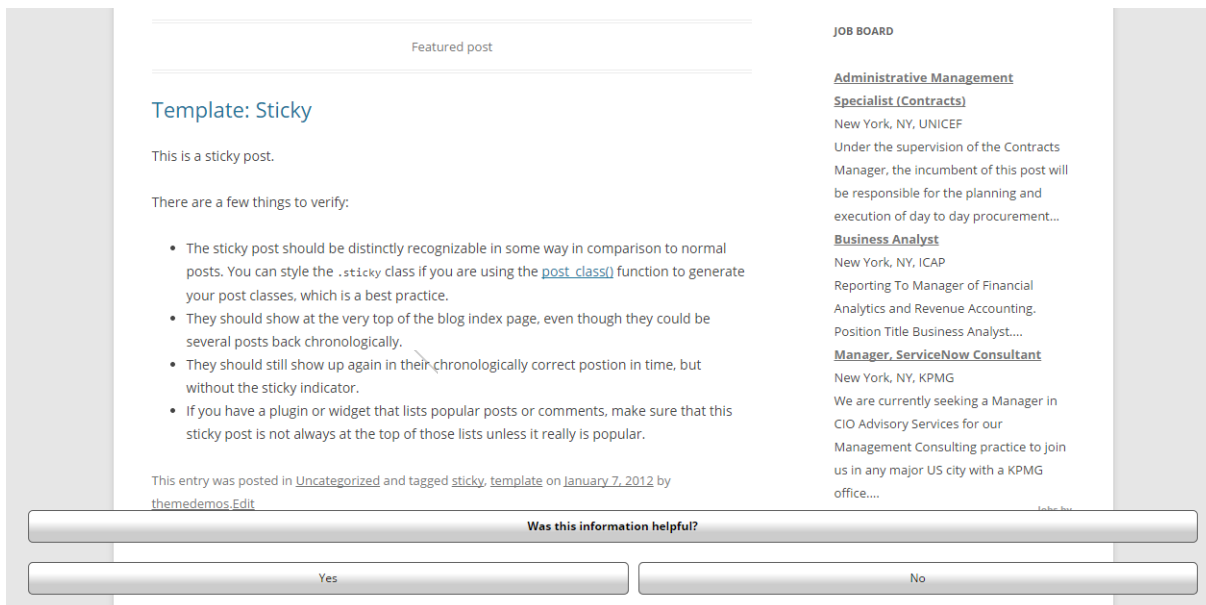 Featured post
Template: Sticky
This is a sticky post.
There are a few things to verify:
• The sticky post should be distinctly recognizable in some way in comparison to normal
posts. You can style the .sticky class if you are using the post_class() function to generate
your post classes, which is a best practice.
• They should show at the very top of the blog index page, even though they could be
several posts back chronologically.
• They should still show up again in their chronologically correct postion in time, but
without the sticky indicator.
• If you have a plugin or widget that lists popular posts or comments, make sure that this
sticky post is not always at the top of those lists unless it really is popular.
This entry was posted in Uncategorized and tagged sticky, template on January 7, 2012 by
themedemos.Edit
JOB BOARD
Administrative Management
Specialist (Contracts)
New York, NY, UNICEF
Under the supervision of the Contracts
Manager, the incumbent of this post will
be responsible for the planning and
execution of day to day procurement...
Business Analyst
New York, NY, ICAP
Reporting To Manager of Financial
Analytics and Revenue Accounting.
Position Title Business Analyst....
Manager, ServiceNow Consultant
New York, NY, KPMG
We are currently seeking a Manager in
CIO Advisory Services for our
Management Consulting practice to join
us in any major US city with a KPMG
office....
Jobs by
Was this information helpful?
Yes
No